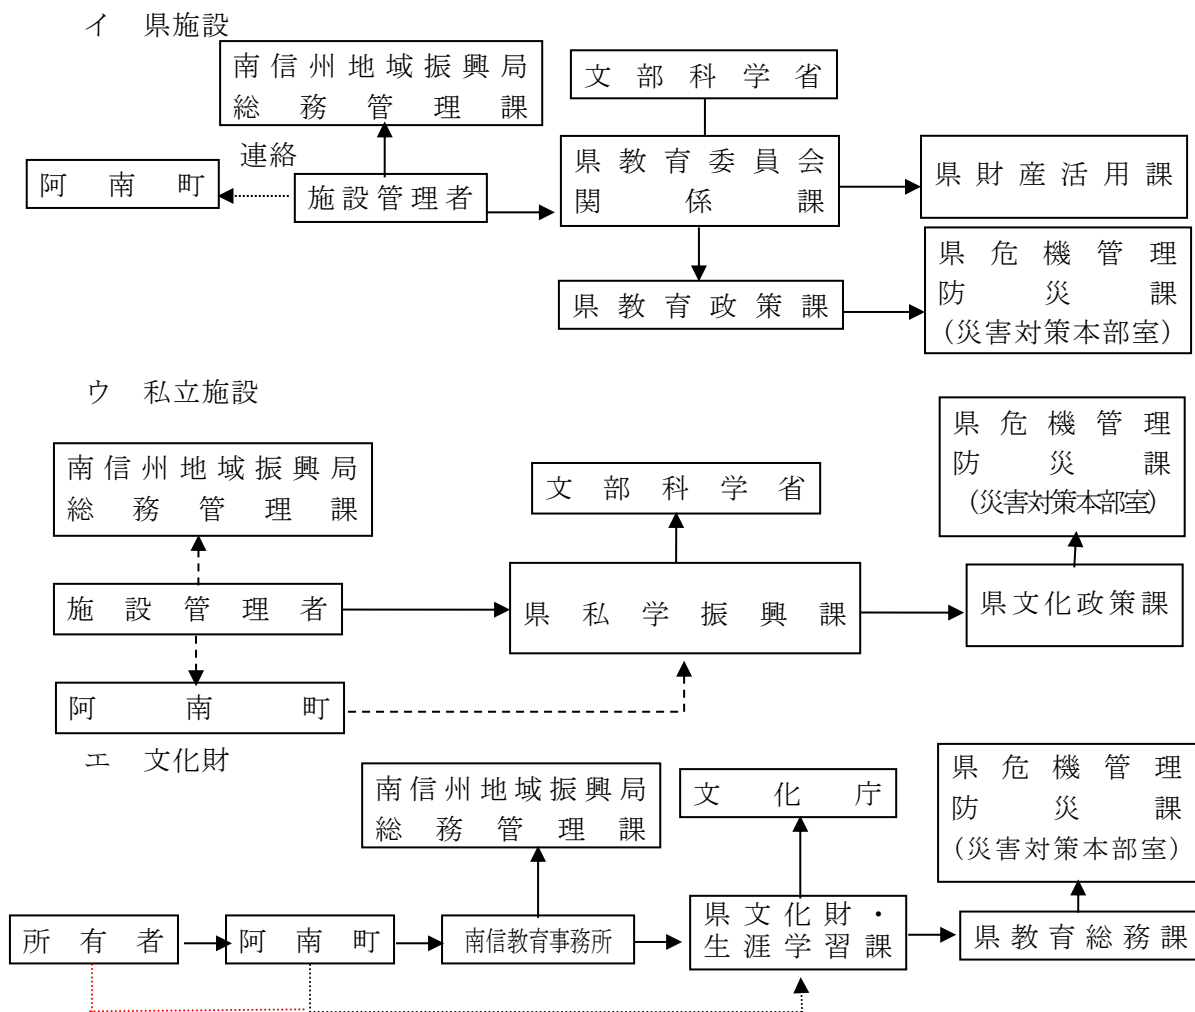 イ　県施設
南信州地域振興局
総務管理課
文部科学省
連絡
阿南町
施設管理者
県教育委員会
関係課
県財産活用課
県教育政策課
県危機管理
防災課
(災害対策本部室)
ウ　私立施設
南信州地域振興局
総務管理課
文部科学省
県危機管理
防災課
(災害対策本部室)
施設管理者
県私学振興課
県文化政策課
阿南町
エ　文化財
南信州地域振興局
総務管理課
文化庁
県危機管理
防災課
(災害対策本部室)
所有者
阿南町
南信教育事務所
県文化財・
生涯学習課
県教育総務課